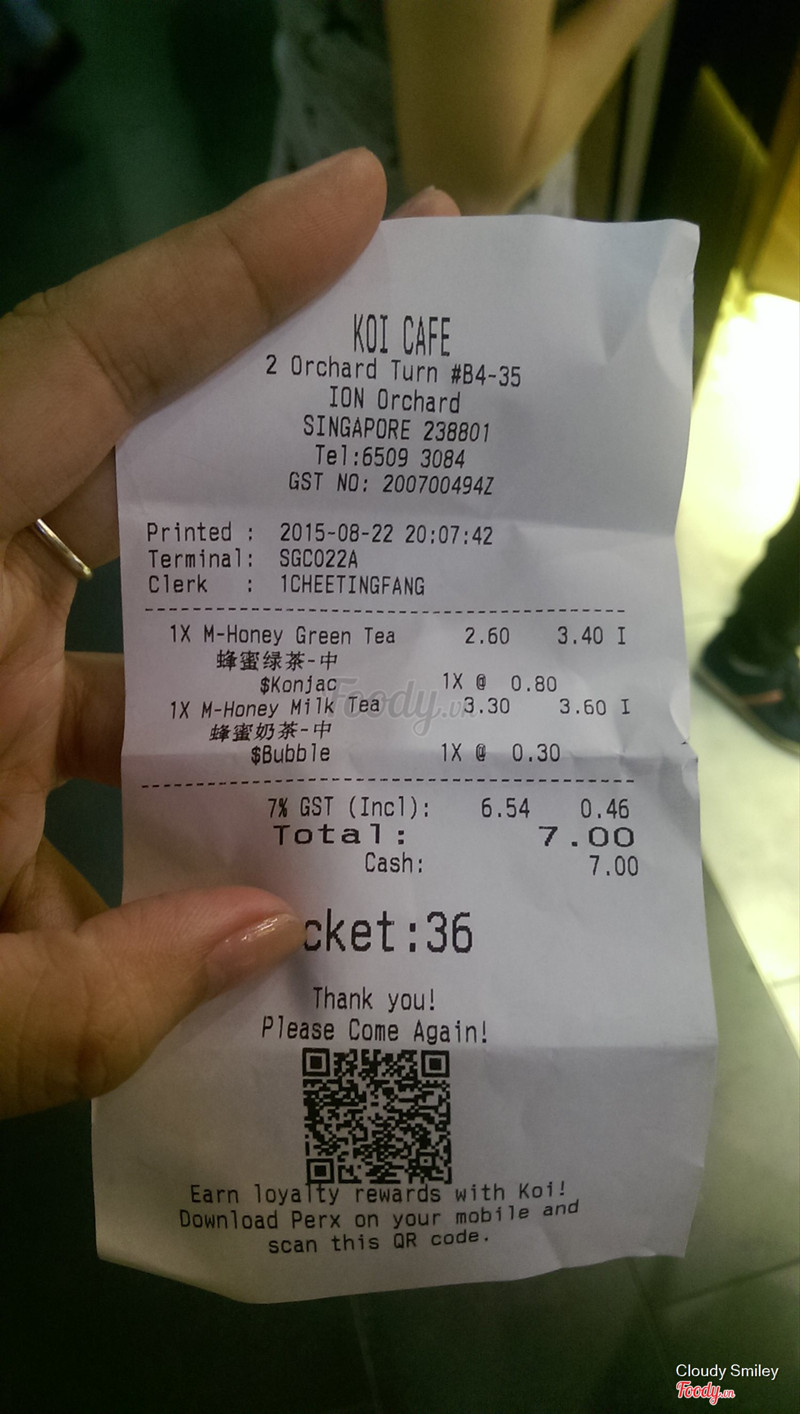 KOI CAFE
2 Orchard Turn #B4-35
ION Orchard
SINGAPORE 238801
Tel:6509 3084
GST NO: 200700494Z
Printed : 2015-08-22 20:07:42
Terminal: SGC022A
Clerk : 1CHEETINGFANG
1X M-Honey Green Tea 2.60 3.40 I
蜂蜜绿茶-中
$Konjac 1X @ 0.80
1X M-Honey Milk Tea 3.30 3.60 I
蜂蜜奶茶-中
$Bubble 1X @ 0.30
7% GST (Incl): 6.54 0.46
Total: 7.00
Cash: 7.00
cket:36
Thank you!
Please Come Again!
Earn loyalty rewards with Koi!
Download Perx on your mobile and
scan this QR code.
Foody.vn
Cloudy Smiley
Foody.vn